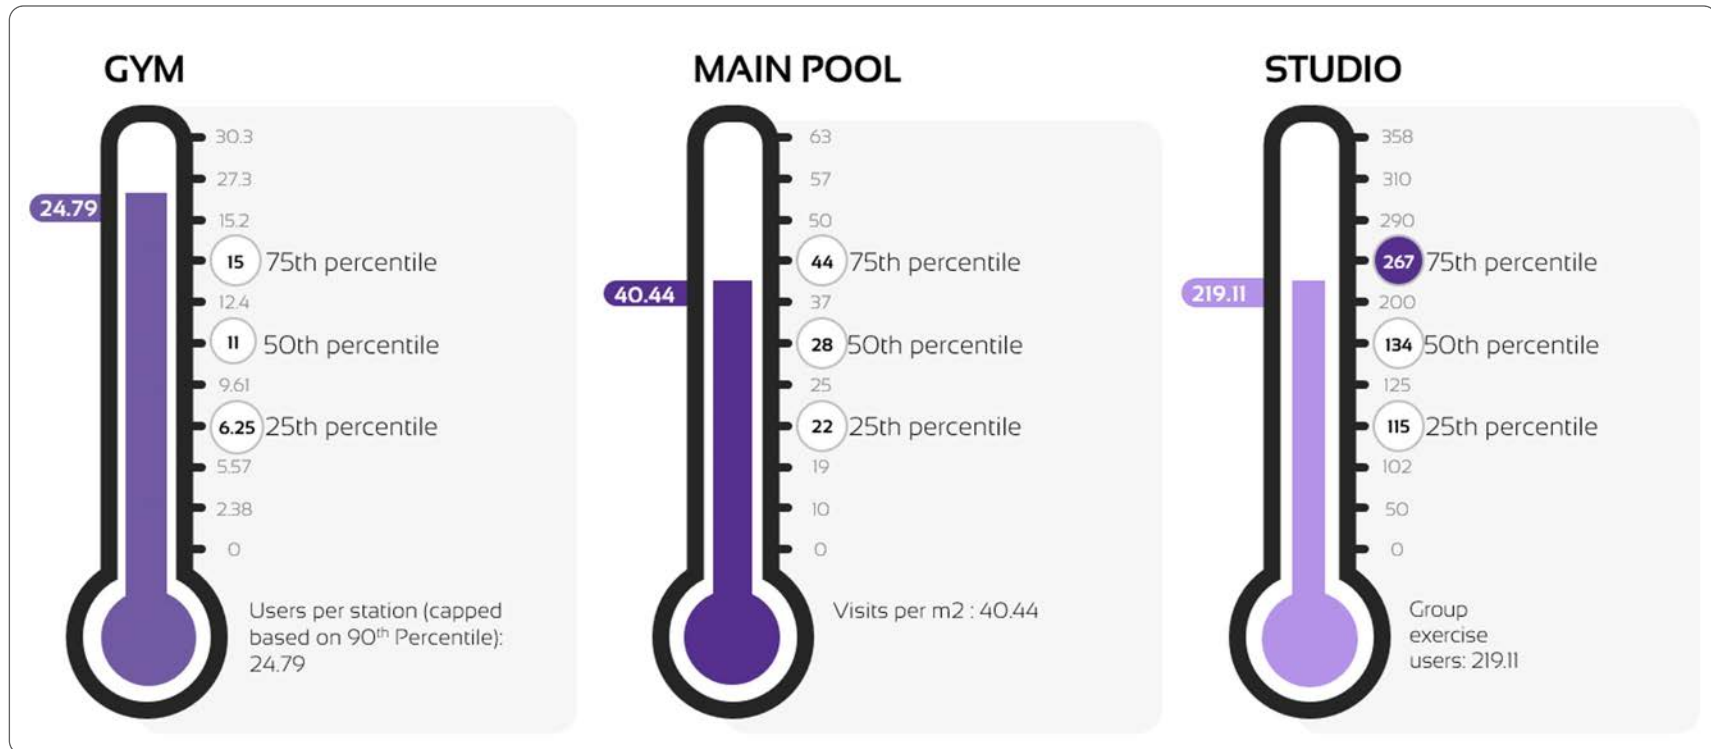 GYM
24.79
30.3
27.3
15.2
15 75th percentile
12.4
11 50th percentile
9.61
6.25 25th percentile
5.57
2.38
0
Users per station (capped
based on 90th Percentile):
24.79
MAIN POOL
40.44
63
57
50
44 75th percentile
37
28 50th percentile
25
22 25th percentile
19
10
0
Visits per m2 : 40.44
STUDIO
219.11
358
310
290
267 75th percentile
200
134 50th percentile
125
115 25th percentile
102
50
0
Group
exercise
users: 219.11